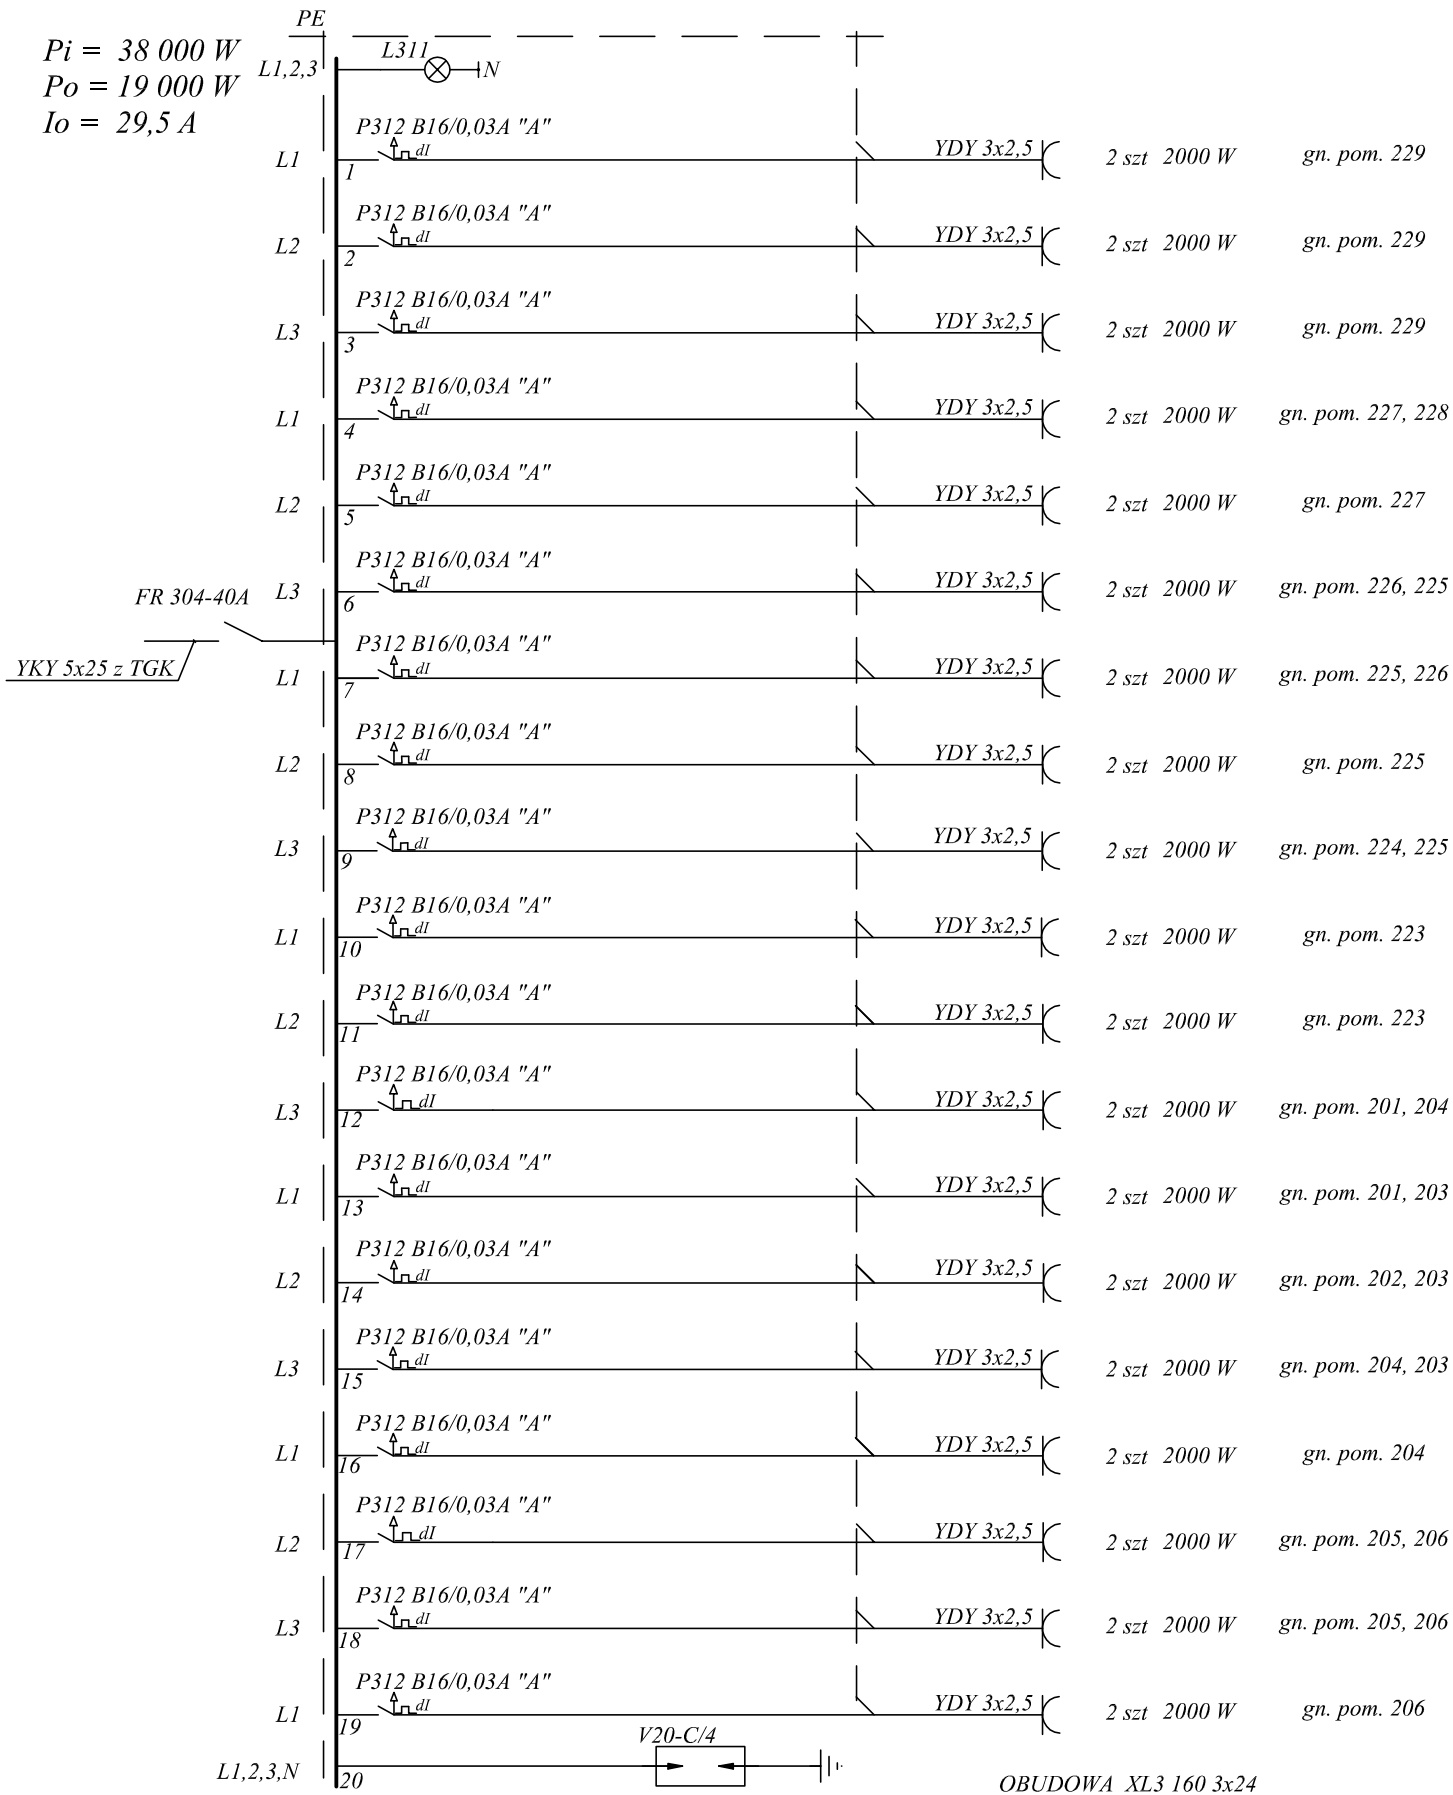 PE
Pi = 38 000 W
Po = 19 000 W
Io = 29,5 A
L1,2,3 L311 N
P312 B16/0,03A "A"
L1 1 dI YDY 3x2,5 2 szt 2000 W gn. pom. 229
P312 B16/0,03A "A"
L2 2 dI YDY 3x2,5 2 szt 2000 W gn. pom. 229
P312 B16/0,03A "A"
L3 3 dI YDY 3x2,5 2 szt 2000 W gn. pom. 229
P312 B16/0,03A "A"
L1 4 dI YDY 3x2,5 2 szt 2000 W gn. pom. 227, 228
P312 B16/0,03A "A"
L2 5 dI YDY 3x2,5 2 szt 2000 W gn. pom. 227
P312 B16/0,03A "A"
L3 6 dI YDY 3x2,5 2 szt 2000 W gn. pom. 226, 225
FR 304-40A
YKY 5x25 z TGK
P312 B16/0,03A "A"
L1 7 dI YDY 3x2,5 2 szt 2000 W gn. pom. 225, 226
P312 B16/0,03A "A"
L2 8 dI YDY 3x2,5 2 szt 2000 W gn. pom. 225
P312 B16/0,03A "A"
L3 9 dI YDY 3x2,5 2 szt 2000 W gn. pom. 224, 225
P312 B16/0,03A "A"
L1 10 dI YDY 3x2,5 2 szt 2000 W gn. pom. 223
P312 B16/0,03A "A"
L2 11 dI YDY 3x2,5 2 szt 2000 W gn. pom. 223
P312 B16/0,03A "A"
L3 12 dI YDY 3x2,5 2 szt 2000 W gn. pom. 201, 204
P312 B16/0,03A "A"
L1 13 dI YDY 3x2,5 2 szt 2000 W gn. pom. 201, 203
P312 B16/0,03A "A"
L2 14 dI YDY 3x2,5 2 szt 2000 W gn. pom. 202, 203
P312 B16/0,03A "A"
L3 15 dI YDY 3x2,5 2 szt 2000 W gn. pom. 204, 203
P312 B16/0,03A "A"
L1 16 dI YDY 3x2,5 2 szt 2000 W gn. pom. 204
P312 B16/0,03A "A"
L2 17 dI YDY 3x2,5 2 szt 2000 W gn. pom. 205, 206
P312 B16/0,03A "A"
L3 18 dI YDY 3x2,5 2 szt 2000 W gn. pom. 205, 206
P312 B16/0,03A "A"
L1 19 dI YDY 3x2,5 2 szt 2000 W gn. pom. 206
V20-C/4
L1,2,3,N 20
OBUDOWA XL3 160 3x24